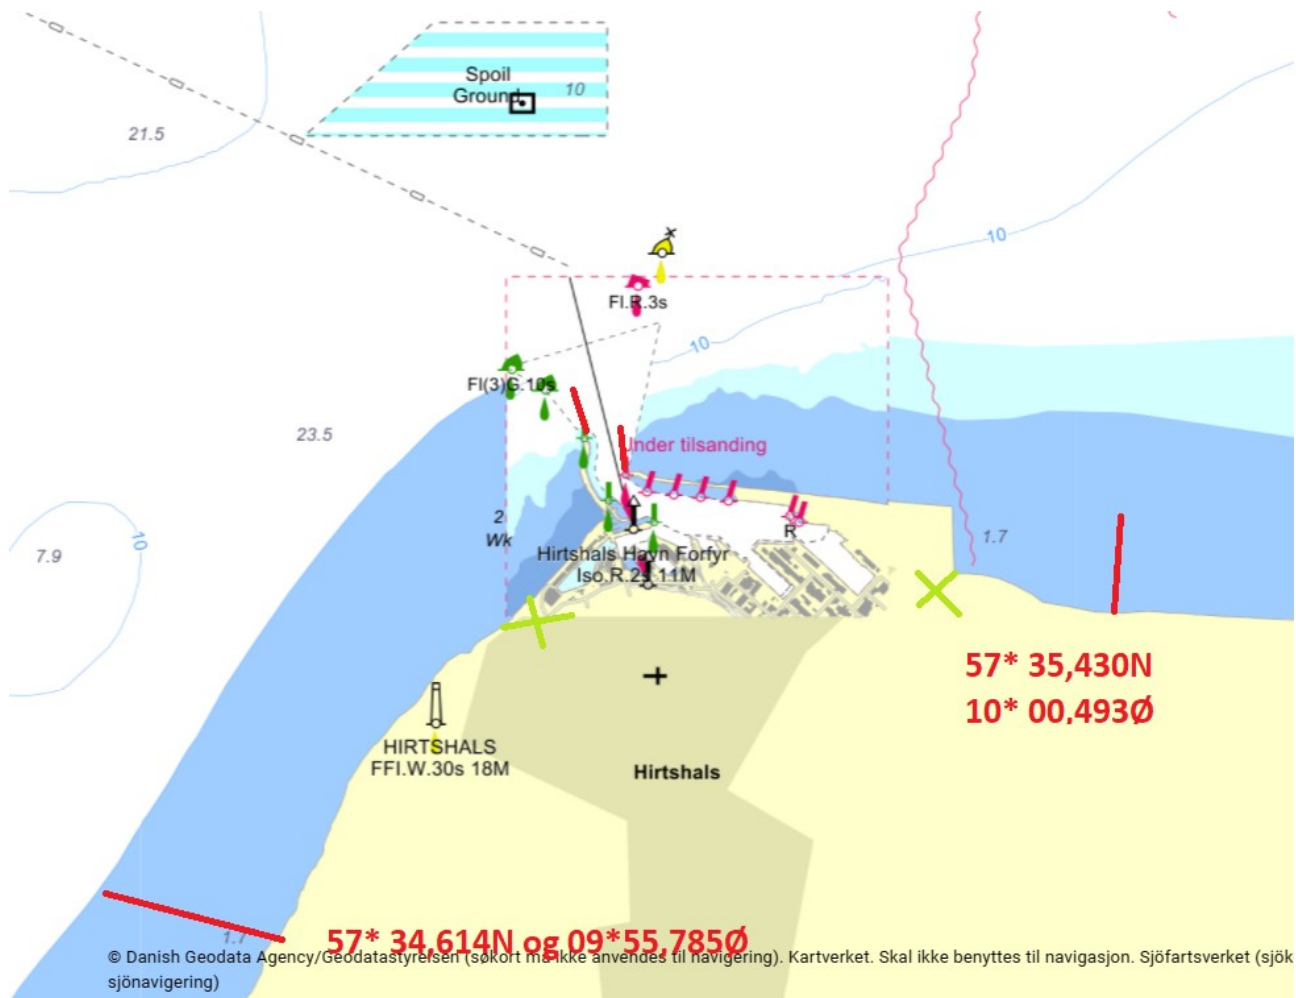 Spoil
Ground
10
21.5
10
Fl.R.3s
10
Fl(3)G.10s
23.5
Under tilsanding
2
Wk
1.7
10
7.9
R
Hirtshals Havn Forfyr
Iso.R.2s 11M
57* 35,430N
10* 00,493Ø
HIRTSHALS
FFl.W.30s 18M
Hirtshals
1.7
57* 34,614N og 09*55,785Ø
© Danish Geodata Agency/Geodatastyrelsen (søkort må ikke anvendes til navigering). Kartverket. Skal ikke benyttes til navigasjon. Sjöfartsverket (sjök
sjönavigering)